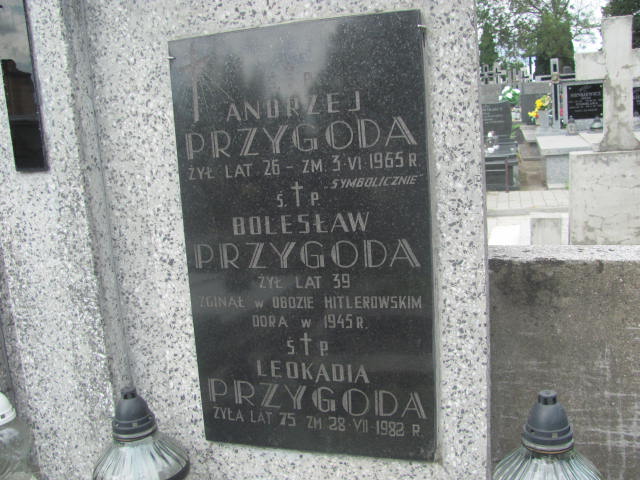 P
ANDRZEJ
PRZYGODA
ŻYŁ LAT 26 - ZM. 3·VI·1965 R.
„SYMBOLICZNIE"
Ś. † P.
BOLESŁAW
PRZYGODA
ŻYŁ LAT 39
ZGINĄŁ W OBOZIE HITLEROWSKIM
DORA W 1945 R.
Ś. † P.
LEOKADIA
PRZYGODA
ŻYŁA LAT 75 ZM 28·VII·1982 R.